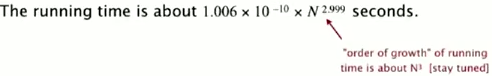 The running time is about 1.006 × 10 ⁻¹⁰ × N ²·⁹⁹⁹ seconds.
"order of growth" of running
time is about N³ [stay tuned]